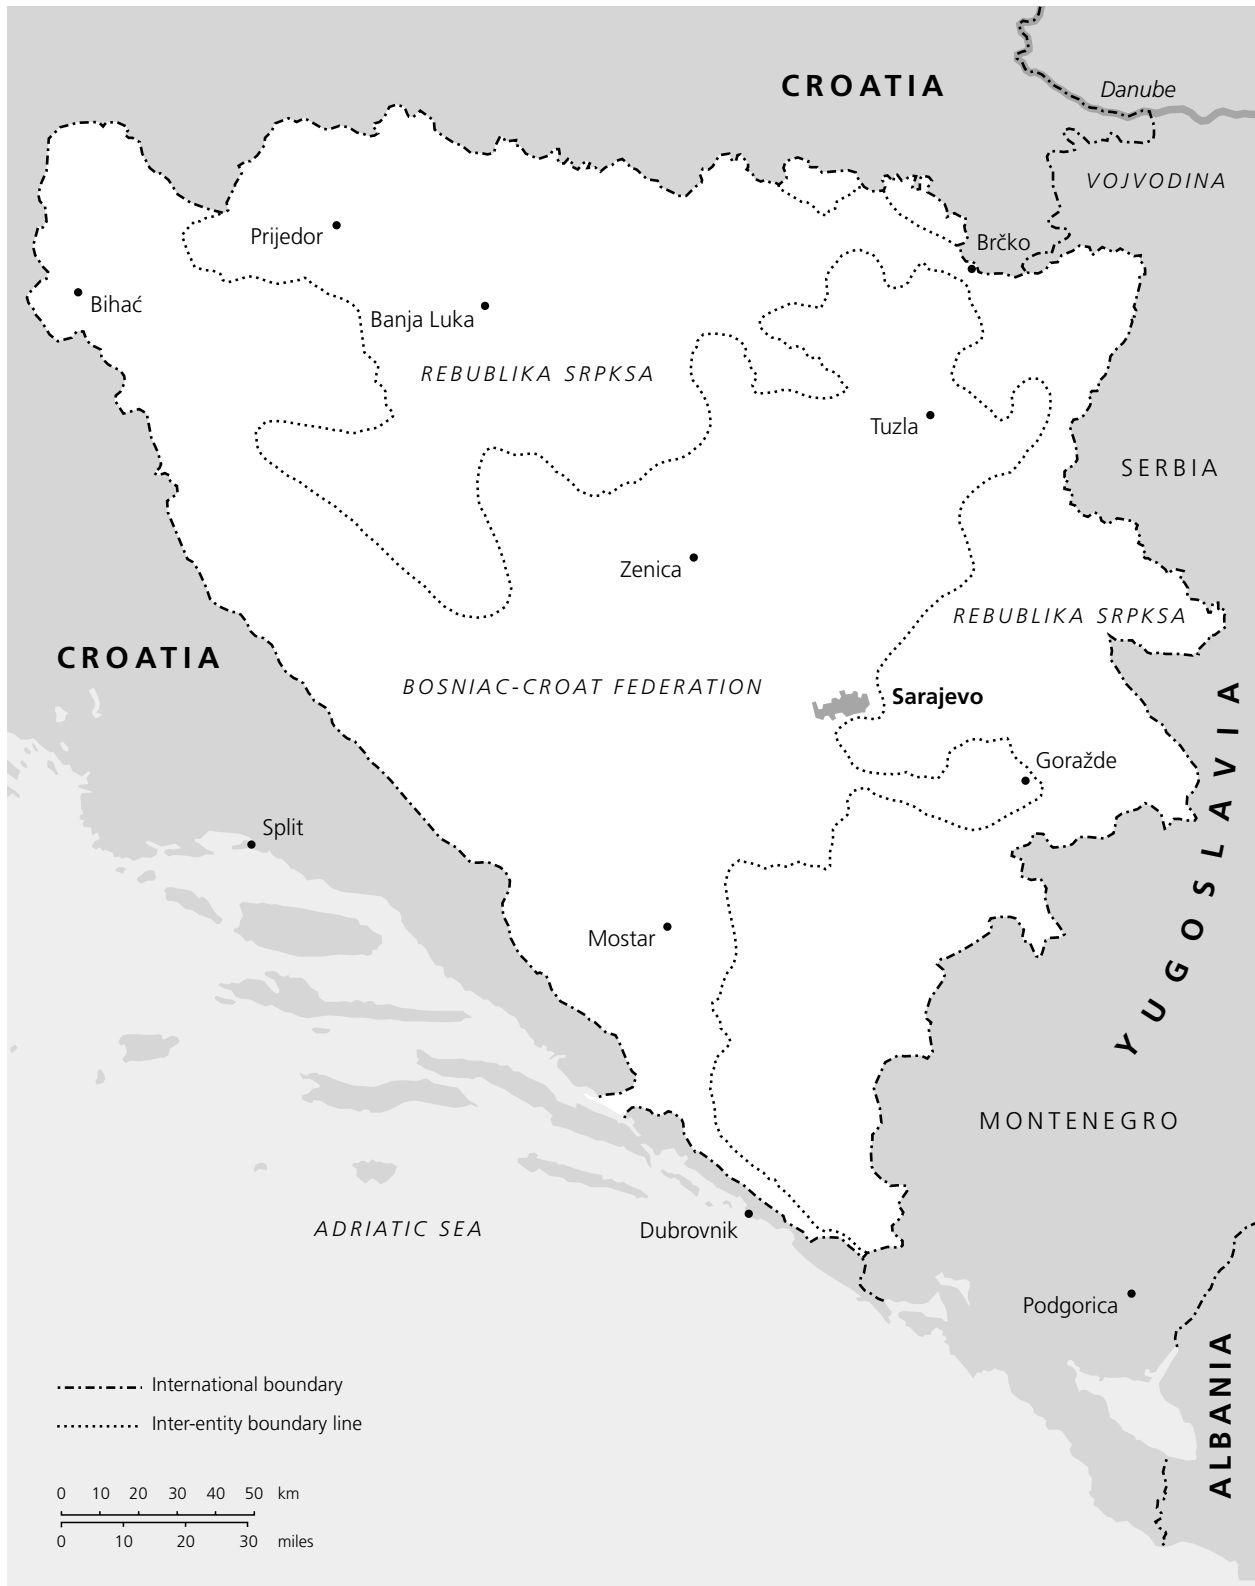 CROATIA
Danube
VOJVODINA
Prijedor
Brčko
Bihać
Banja Luka
REBUBLIKA SRPKSA
Tuzla
SERBIA
Zenica
REBUBLIKA SRPKSA
CROATIA
BOSNIAC-CROAT FEDERATION
Sarajevo
YUGOSLAVIA
Goražde
Split
Mostar
MONTENEGRO
ADRIATIC SEA
Dubrovnik
Podgorica
ALBANIA
International boundary
Inter-entity boundary line
0 10 20 30 40 50 km
0 10 20 30 miles